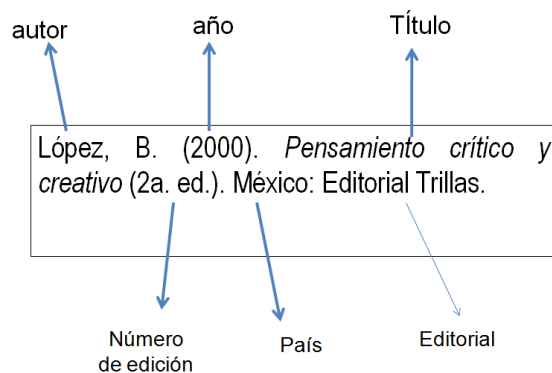 autor año TÍtulo
López, B. (2000). Pensamiento crítico y
creativo (2a. ed.). México: Editorial Trillas.
Número
de edición
País
Editorial